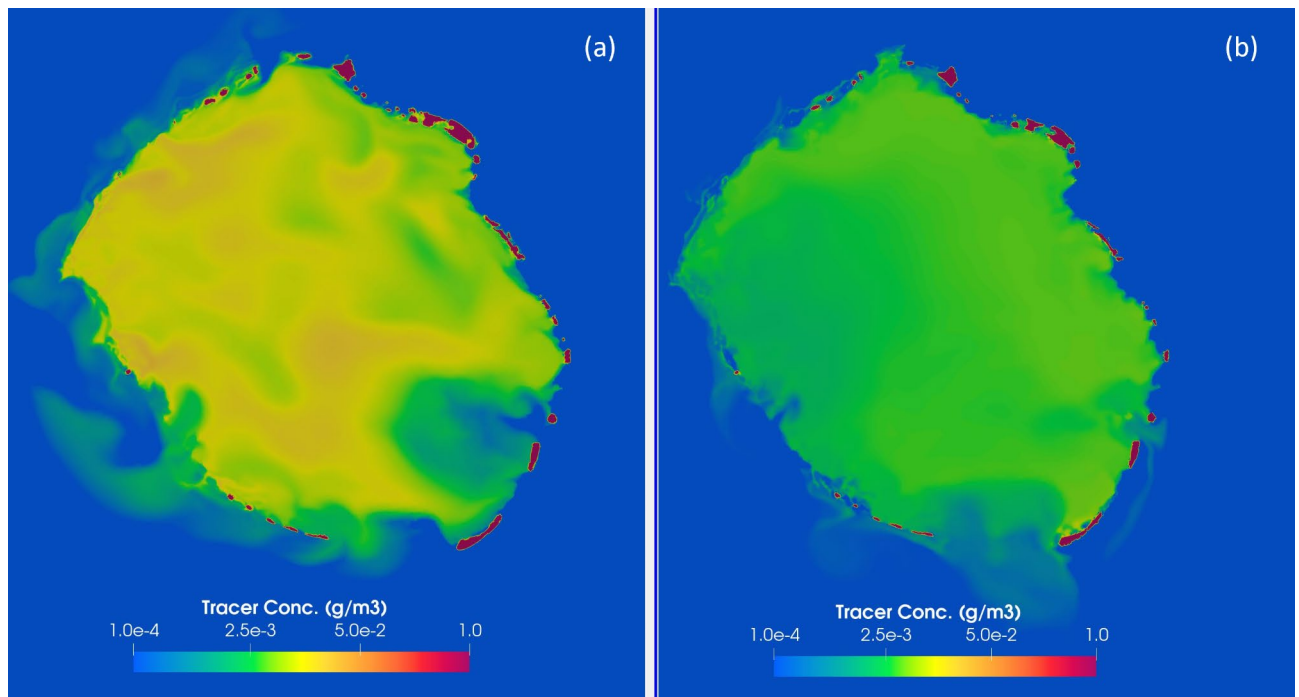 (a)
(b)
Tracer Conc. (g/m3)
1.0e-4 2.5e-3 5.0e-2 1.0
Tracer Conc. (g/m3)
1.0e-4 2.5e-3 5.0e-2 1.0